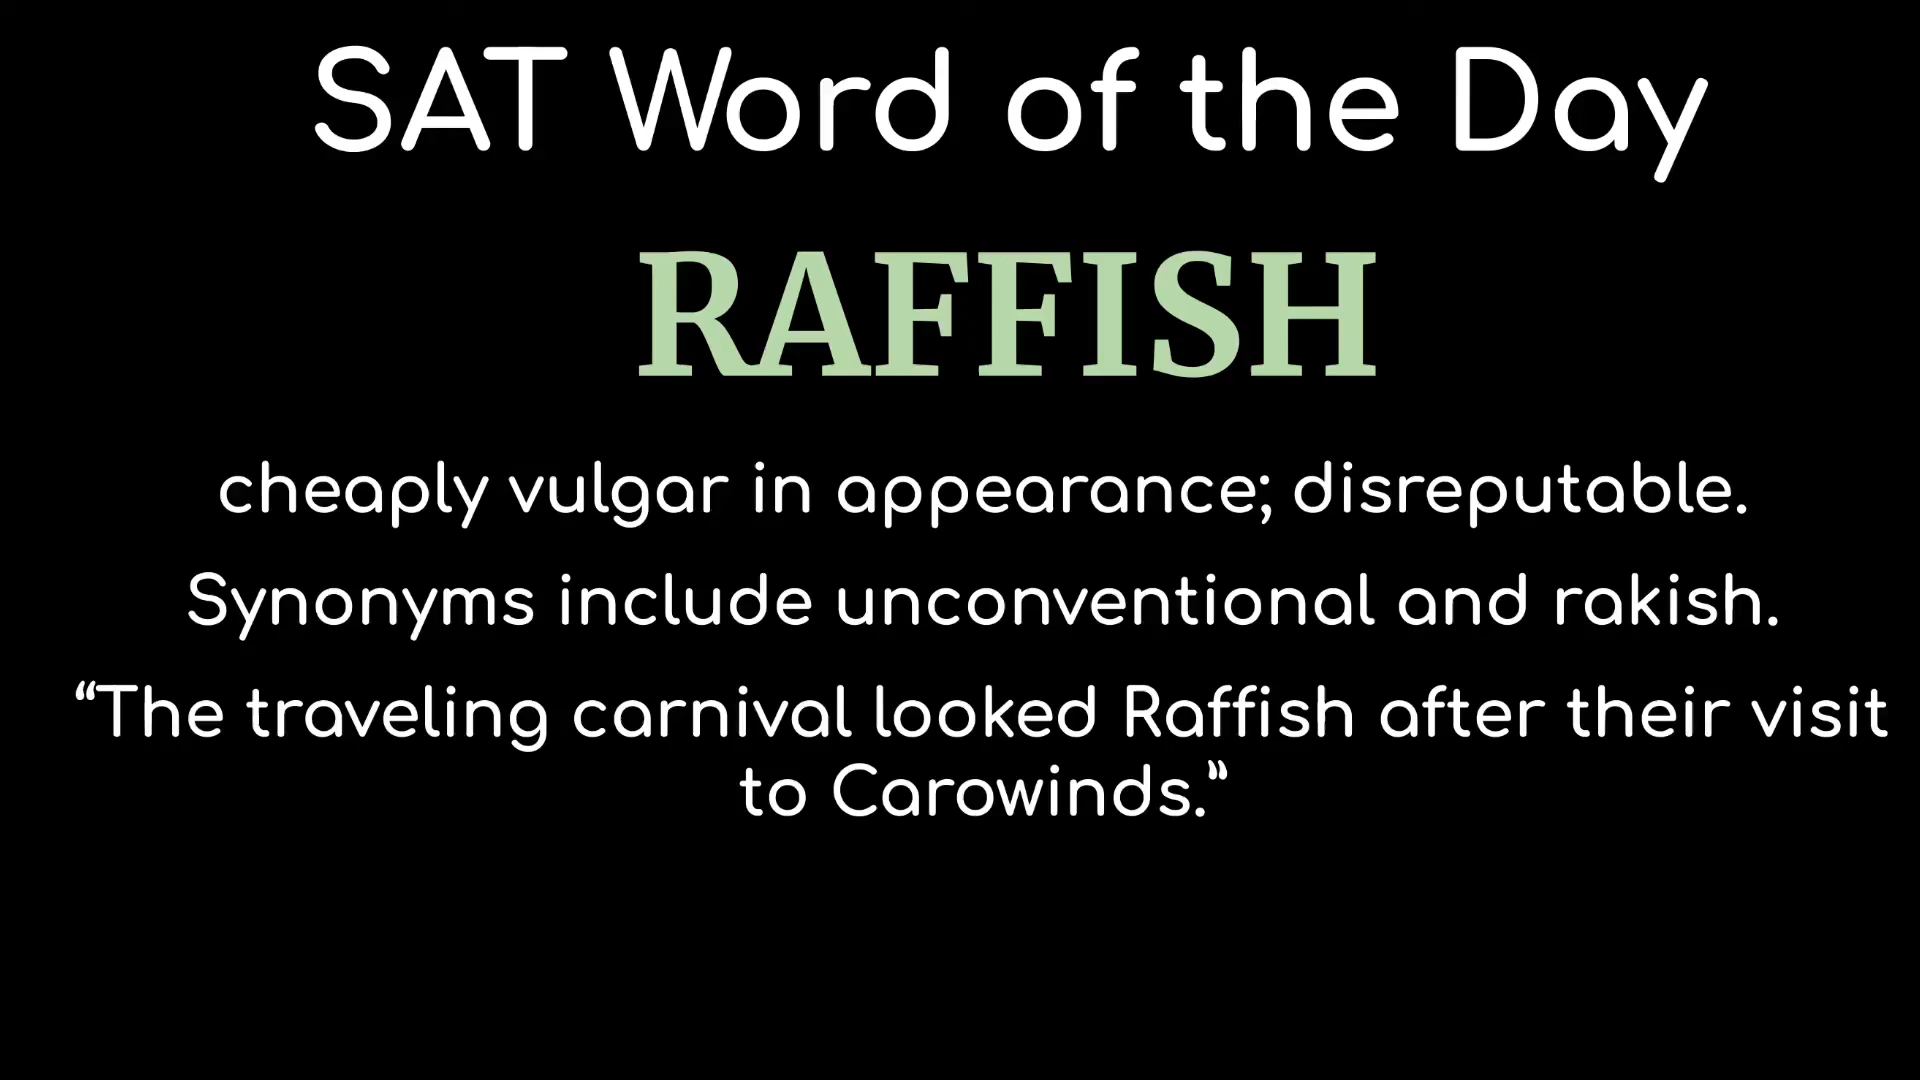 SAT Word of the Day
RAFFISH
cheaply vulgar in appearance; disreputable.
Synonyms include unconventional and rakish.
“The traveling carnival looked Raffish after their visit
to Carowinds.”